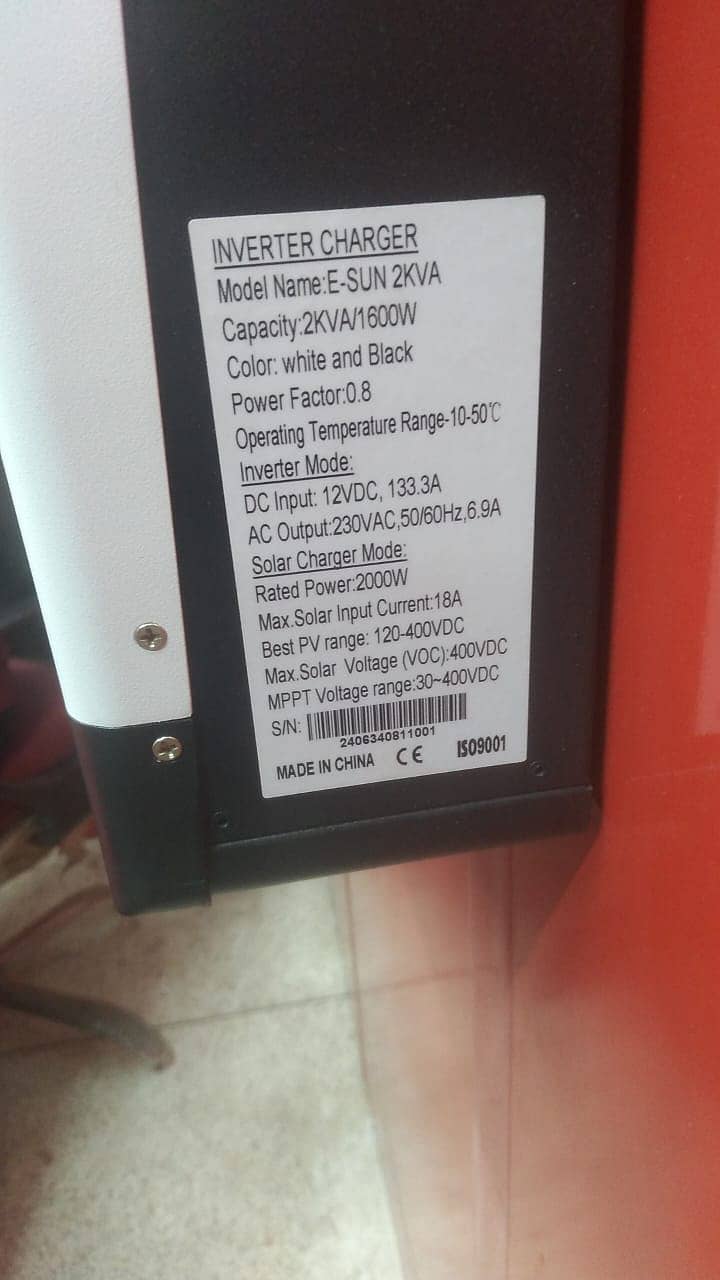 INVERTER CHARGER
Model Name:E-SUN 2KVA
Capacity:2KVA/1600W
Color: white and Black
Power Factor:0.8
Operating Temperature Range-10-50℃
Inverter Mode:
DC Input: 12VDC, 133.3A
AC Output:230VAC,50/60Hz,6.9A
Solar Charger Mode:
Rated Power:2000W
Max.Solar Input Current:18A
Best PV range: 120-400VDC
Max.Solar Voltage (VOC):400VDC
MPPT Voltage range:30~400VDC
S/N:
2406340811001
MADE IN CHINA CE ISO9001